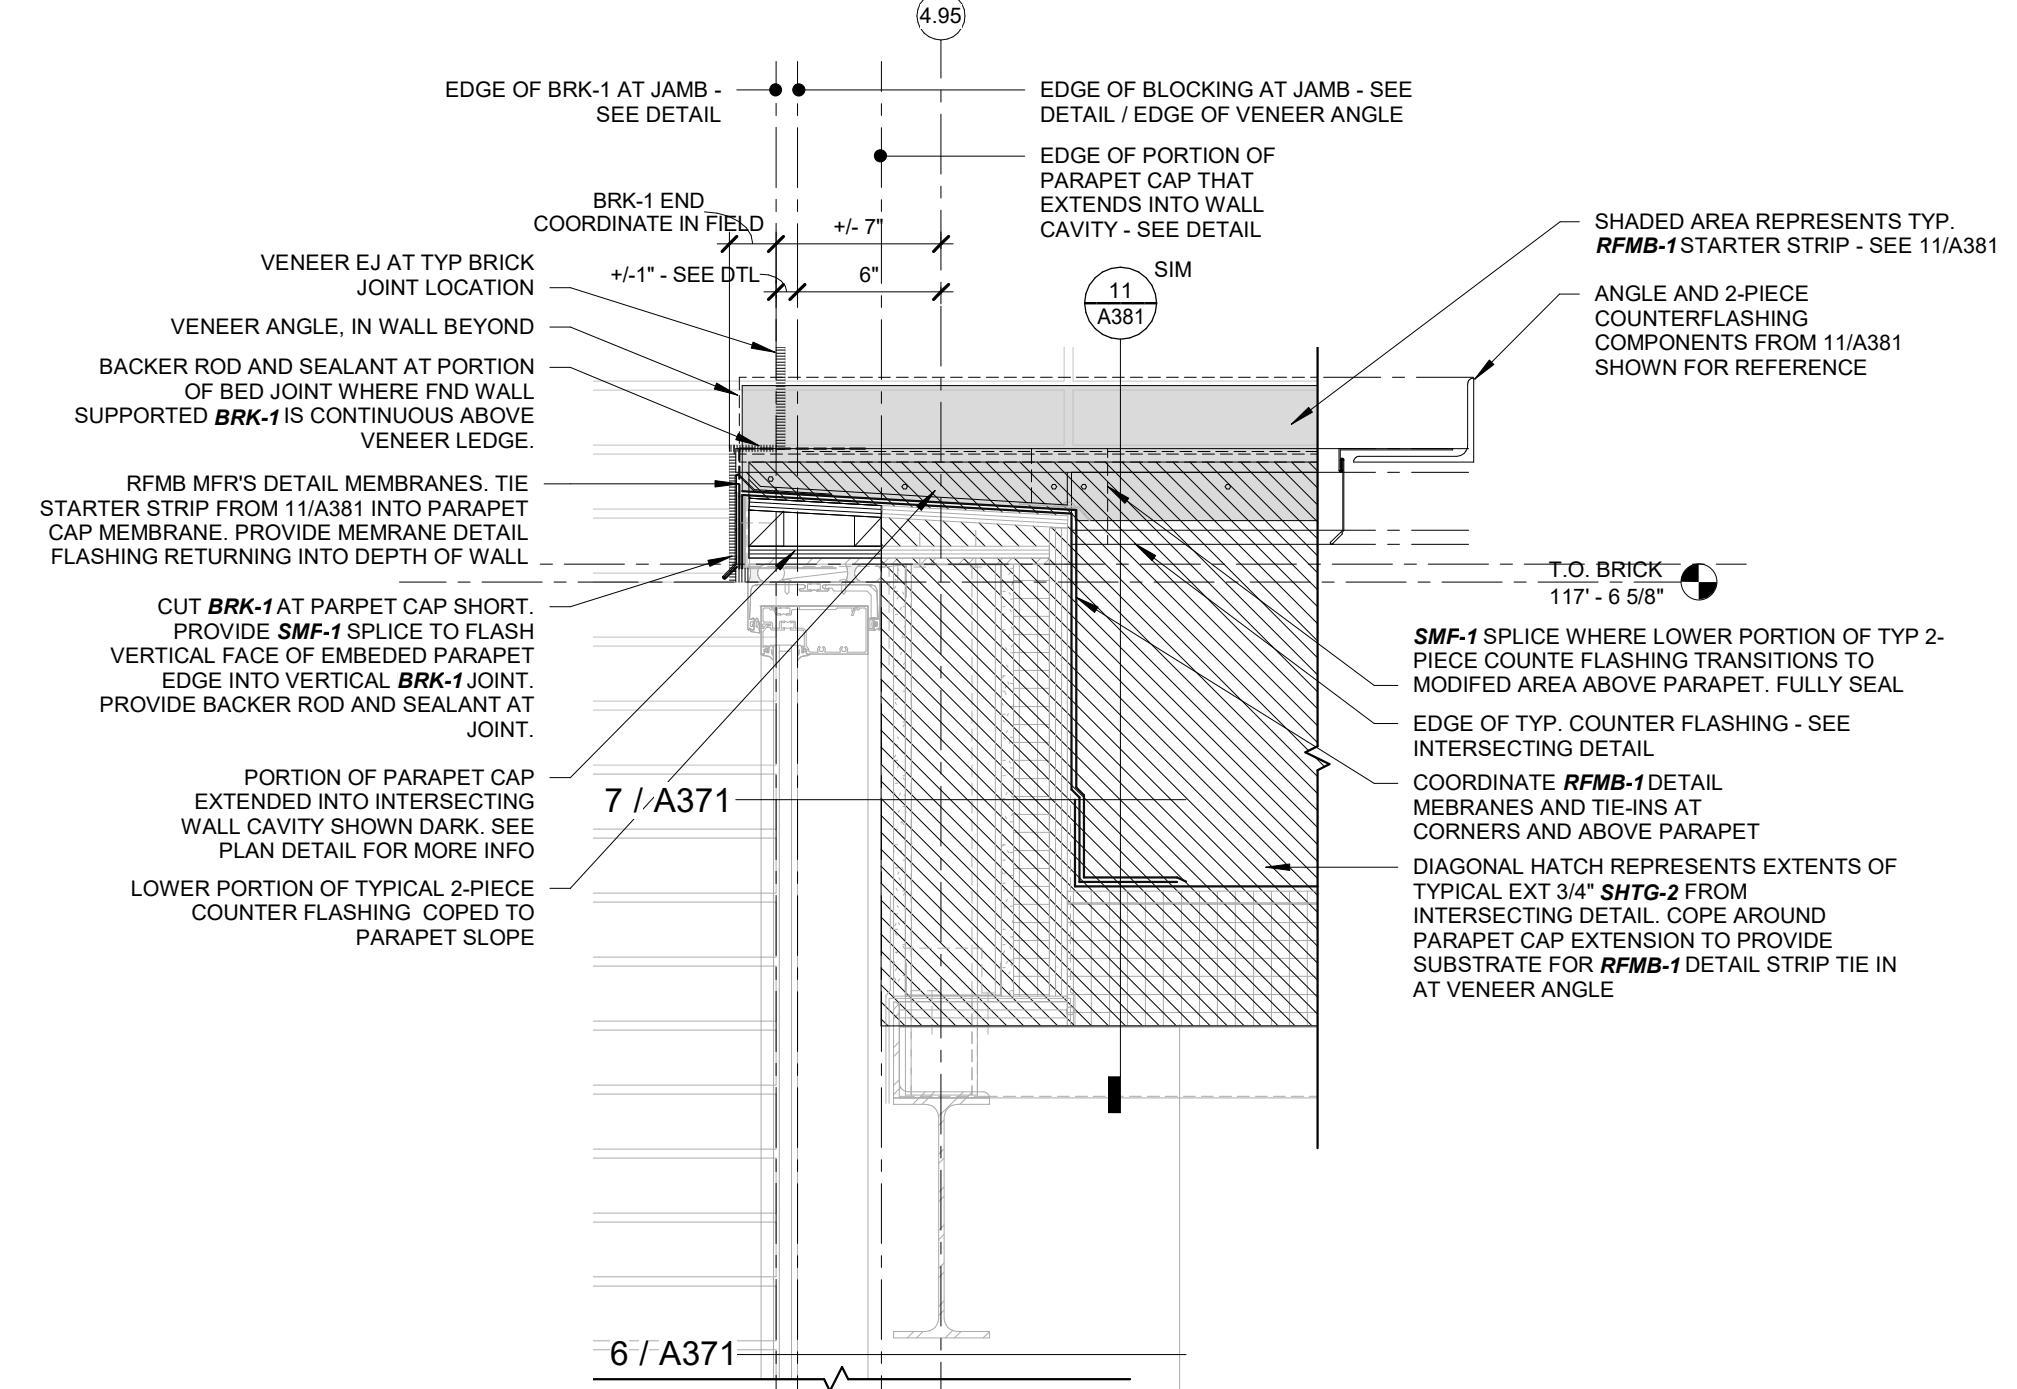 4.95
EDGE OF BRK-1 AT JAMB -
SEE DETAIL
EDGE OF BLOCKING AT JAMB - SEE
DETAIL / EDGE OF VENEER ANGLE
EDGE OF PORTION OF
PARAPET CAP THAT
EXTENDS INTO WALL
CAVITY - SEE DETAIL
BRK-1 END
COORDINATE IN FIELD
+/- 7"
+/-1" - SEE DTL
6"
11
A381
SIM
SHADED AREA REPRESENTS TYP.
RFMB-1 STARTER STRIP - SEE 11/A381
ANGLE AND 2-PIECE
COUNTERFLASHING
COMPONENTS FROM 11/A381
SHOWN FOR REFERENCE
VENEER EJ AT TYP BRICK
JOINT LOCATION
VENEER ANGLE, IN WALL BEYOND
BACKER ROD AND SEALANT AT PORTION
OF BED JOINT WHERE FND WALL
SUPPORTED BRK-1 IS CONTINUOUS ABOVE
VENEER LEDGE.
RFMB MFR'S DETAIL MEMBRANES. TIE
STARTER STRIP FROM 11/A381 INTO PARAPET
CAP MEMBRANE. PROVIDE MEMRANE DETAIL
FLASHING RETURNING INTO DEPTH OF WALL
CUT BRK-1 AT PARPET CAP SHORT.
PROVIDE SMF-1 SPLICE TO FLASH
VERTICAL FACE OF EMBEDED PARAPET
EDGE INTO VERTICAL BRK-1 JOINT.
PROVIDE BACKER ROD AND SEALANT AT
JOINT.
PORTION OF PARAPET CAP
EXTENDED INTO INTERSECTING
WALL CAVITY SHOWN DARK. SEE
PLAN DETAIL FOR MORE INFO
LOWER PORTION OF TYPICAL 2-PIECE
COUNTER FLASHING COPED TO
PARAPET SLOPE
7 / A371
6 / A371
T.O. BRICK
117' - 6 5/8"
SMF-1 SPLICE WHERE LOWER PORTION OF TYP 2-
PIECE COUNTE FLASHING TRANSITIONS TO
MODIFED AREA ABOVE PARAPET. FULLY SEAL
EDGE OF TYP. COUNTER FLASHING - SEE
INTERSECTING DETAIL
COORDINATE RFMB-1 DETAIL
MEBRANES AND TIE-INS AT
CORNERS AND ABOVE PARAPET
DIAGONAL HATCH REPRESENTS EXTENTS OF
TYPICAL EXT 3/4" SHTG-2 FROM
INTERSECTING DETAIL. COPE AROUND
PARAPET CAP EXTENSION TO PROVIDE
SUBSTRATE FOR RFMB-1 DETAIL STRIP TIE IN
AT VENEER ANGLE